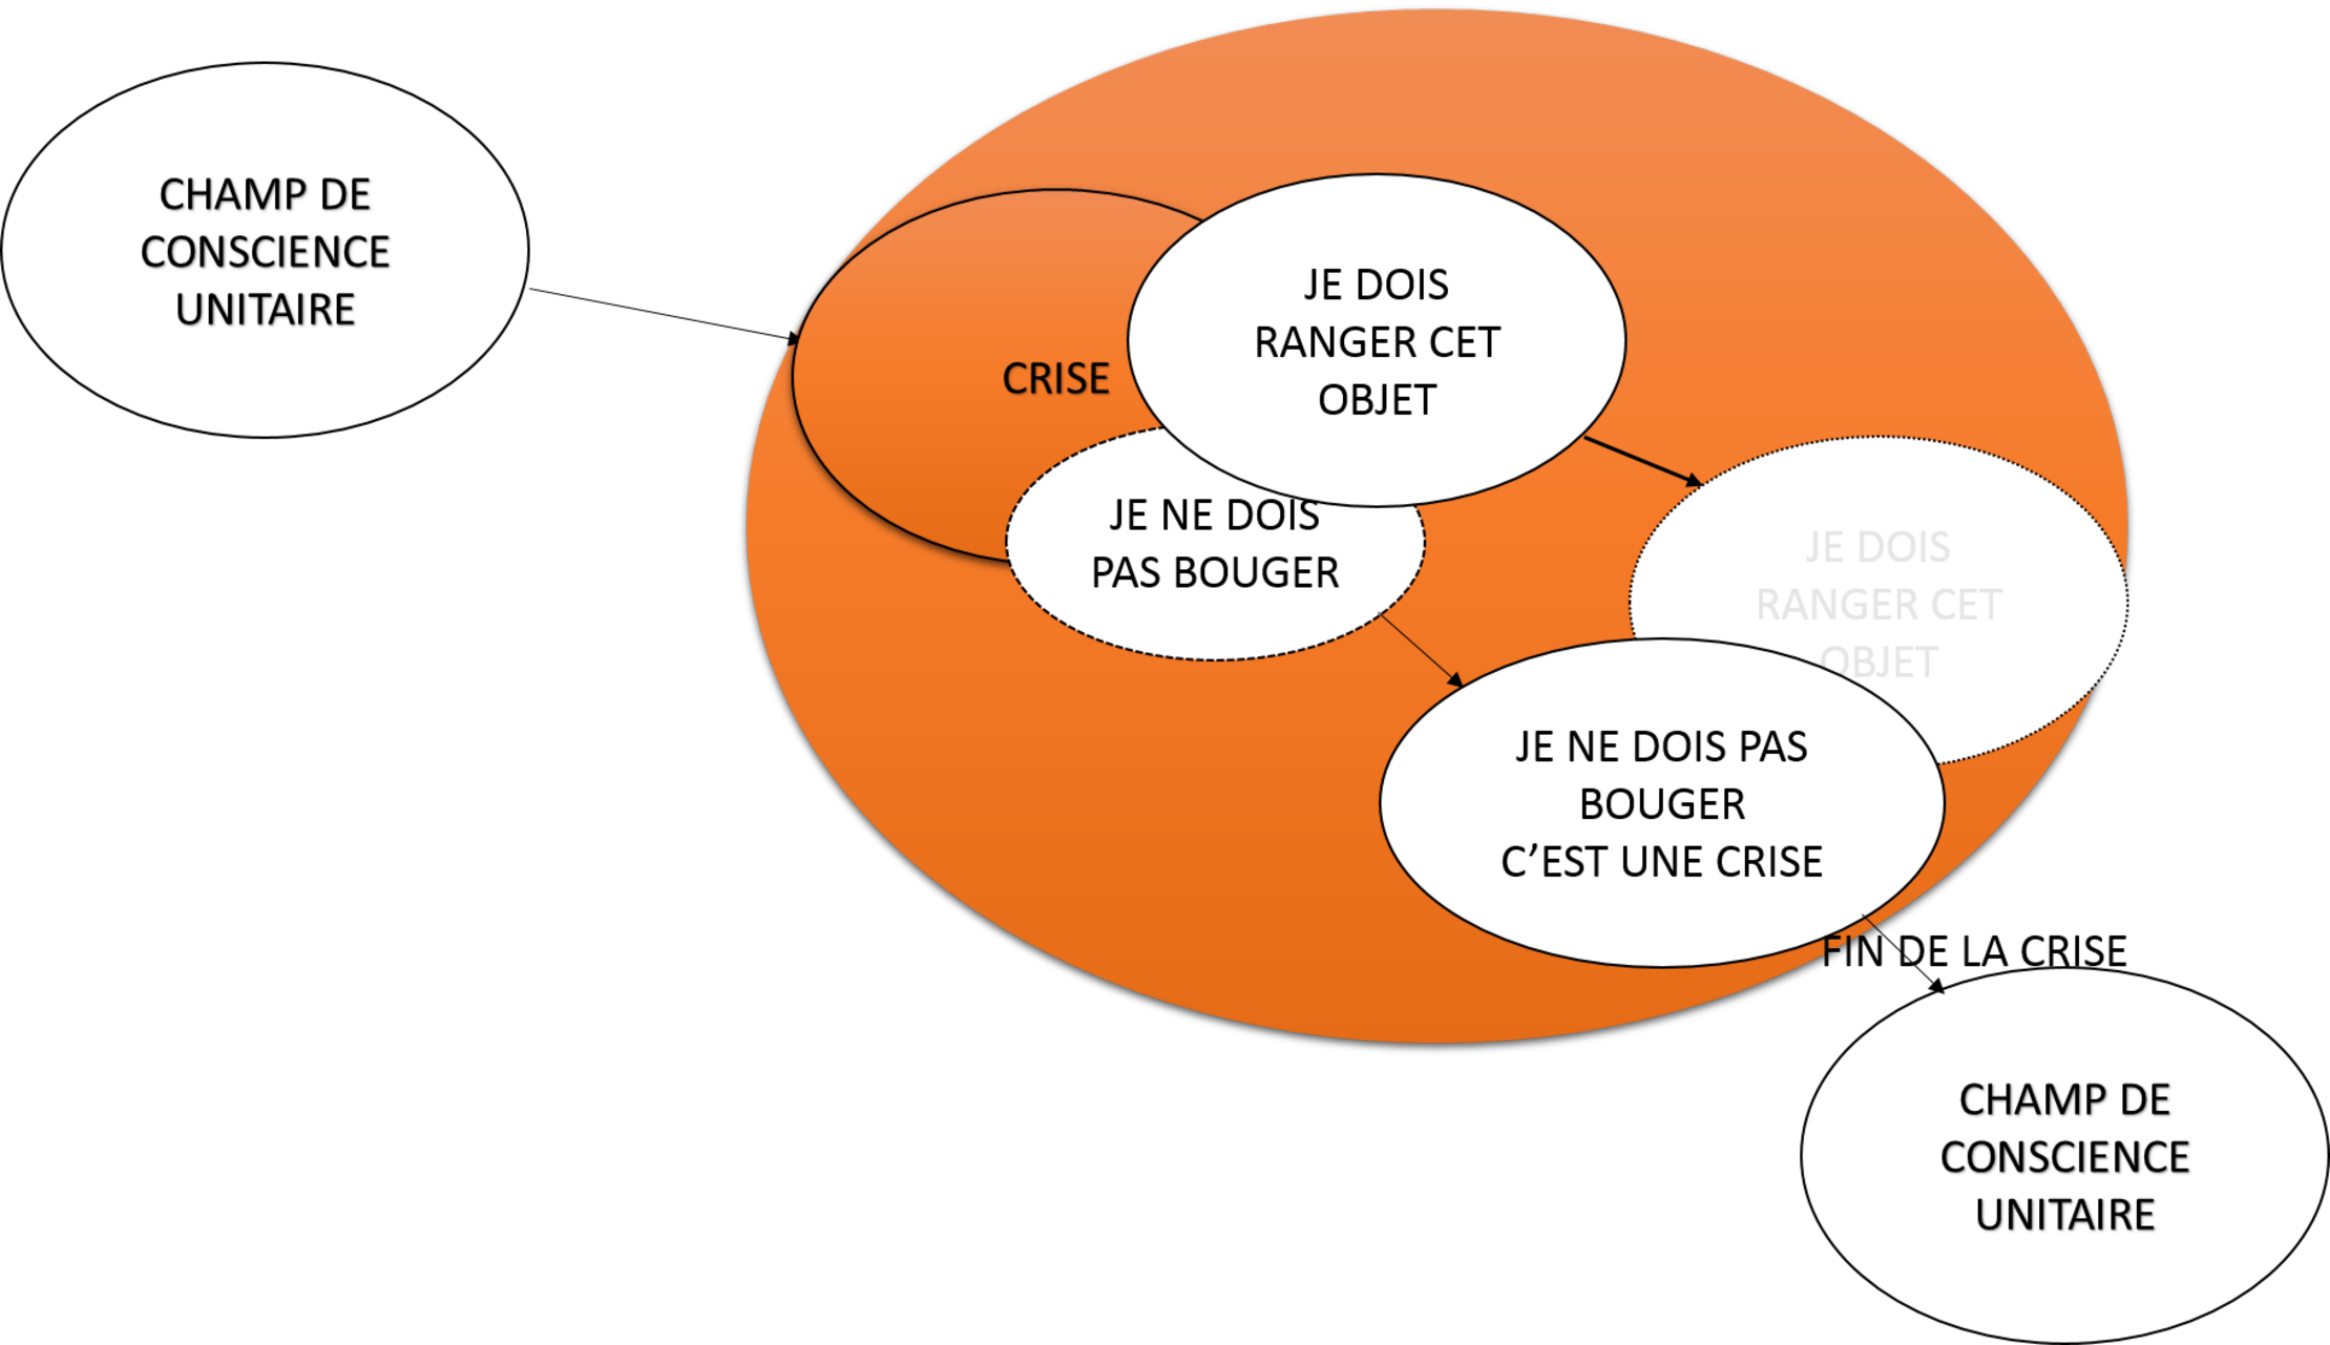 CHAMP DE
CONSCIENCE
UNITAIRE
CRISE
JE DOIS
RANGER CET
OBJET
JE NE DOIS
PAS BOUGER
JE DOIS
RANGER CET
OBJET
JE NE DOIS PAS
BOUGER
C’EST UNE CRISE
FIN DE LA CRISE
CHAMP DE
CONSCIENCE
UNITAIRE